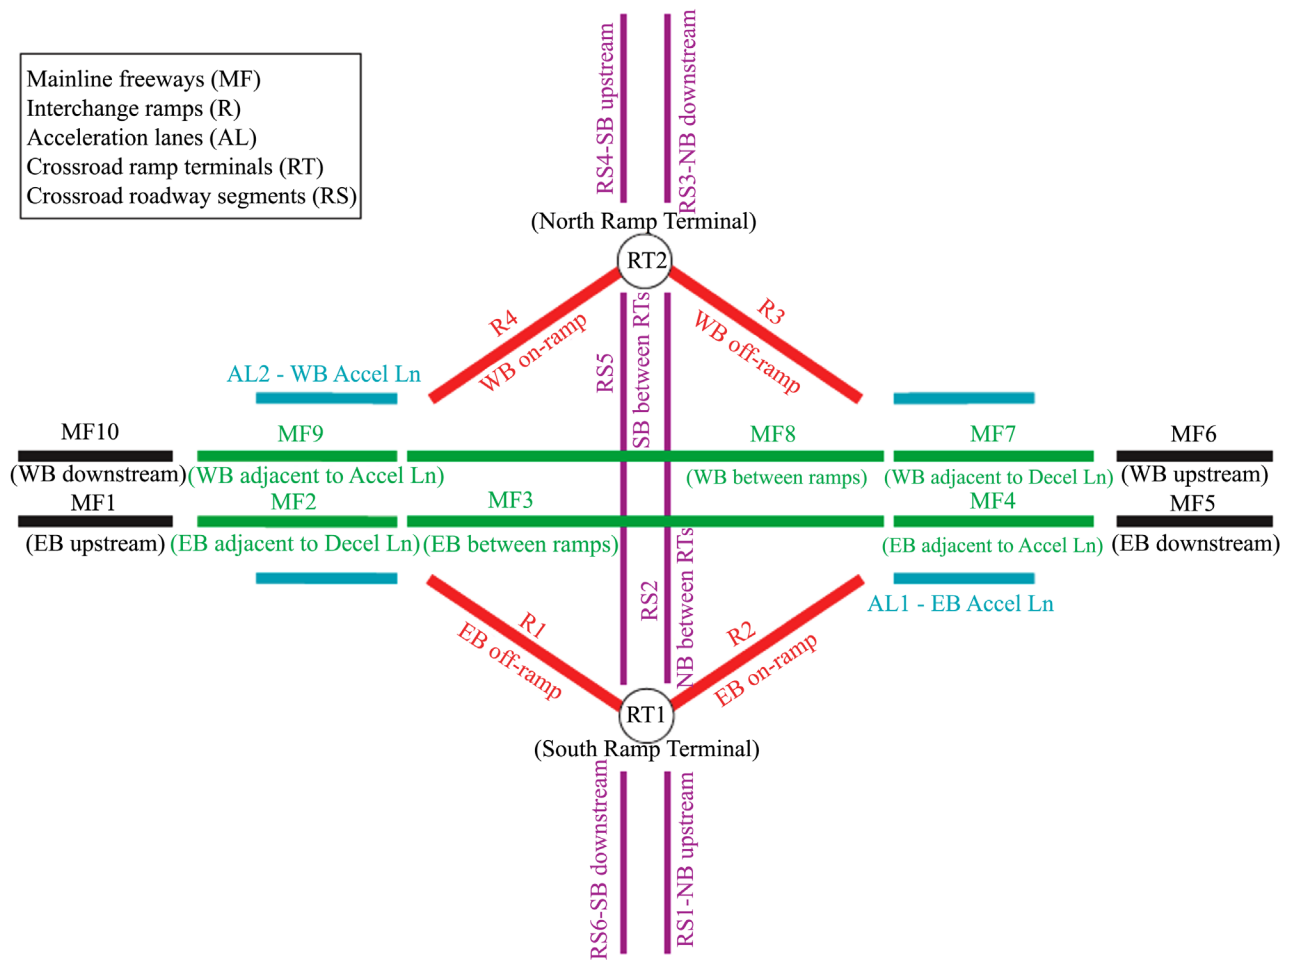 Mainline freeways (MF)
Interchange ramps (R)
Acceleration lanes (AL)
Crossroad ramp terminals (RT)
Crossroad roadway segments (RS)
RS4-SB upstream
RS3-NB downstream
(North Ramp Terminal)
RT2
R4
WB on-ramp
R3
WB off-ramp
RS5
SB between RTs
AL2 - WB Accel Ln
MF10
(WB downstream)
MF9
(WB adjacent to Accel Ln)
MF8
(WB between ramps)
MF7
(WB adjacent to Decel Ln)
MF6
(WB upstream)
MF1
(EB upstream)
MF2
(EB adjacent to Decel Ln)
MF3
(EB between ramps)
MF4
(EB adjacent to Accel Ln)
MF5
(EB downstream)
AL1 - EB Accel Ln
RS2
NB between RTs
R1
EB off-ramp
R2
EB on-ramp
RT1
(South Ramp Terminal)
RS6-SB downstream
RS1-NB upstream